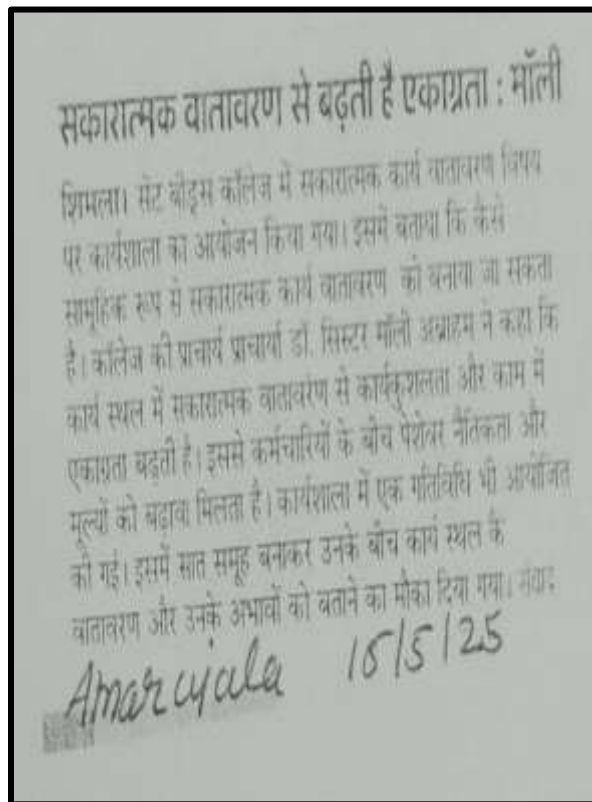 सकारात्मक वातावरण से बढ़ती है एकाग्रता : मॉली
शिमला। सेंट बीड्स कॉलेज में सकारात्मक कार्य वातावरण विषय
पर कार्यशाला का आयोजन किया गया। इसमें बताया कि कैसे
सामूहिक रूप से सकारात्मक कार्य वातावरण को बनाया जा सकता
है। कॉलेज की प्राचार्य प्राचार्या डॉ. सिस्टर मॉली अब्राहम ने कहा कि
कार्य स्थल में सकारात्मक वातावरण से कार्यकुशलता और काम में
एकाग्रता बढ़ती है। इससे कर्मचारियों के बीच पेशेवर नैतिकता और
मूल्यों को बढ़ावा मिलता है। कार्यशाला में एक गतिविधि भी आयोजित
की गई। इसमें सात समूह बनाकर उनके बीच कार्य स्थल के
वातावरण और उनके अभावों को बताने का मौका दिया गया। संवाद
Amar ujala 15/5/25